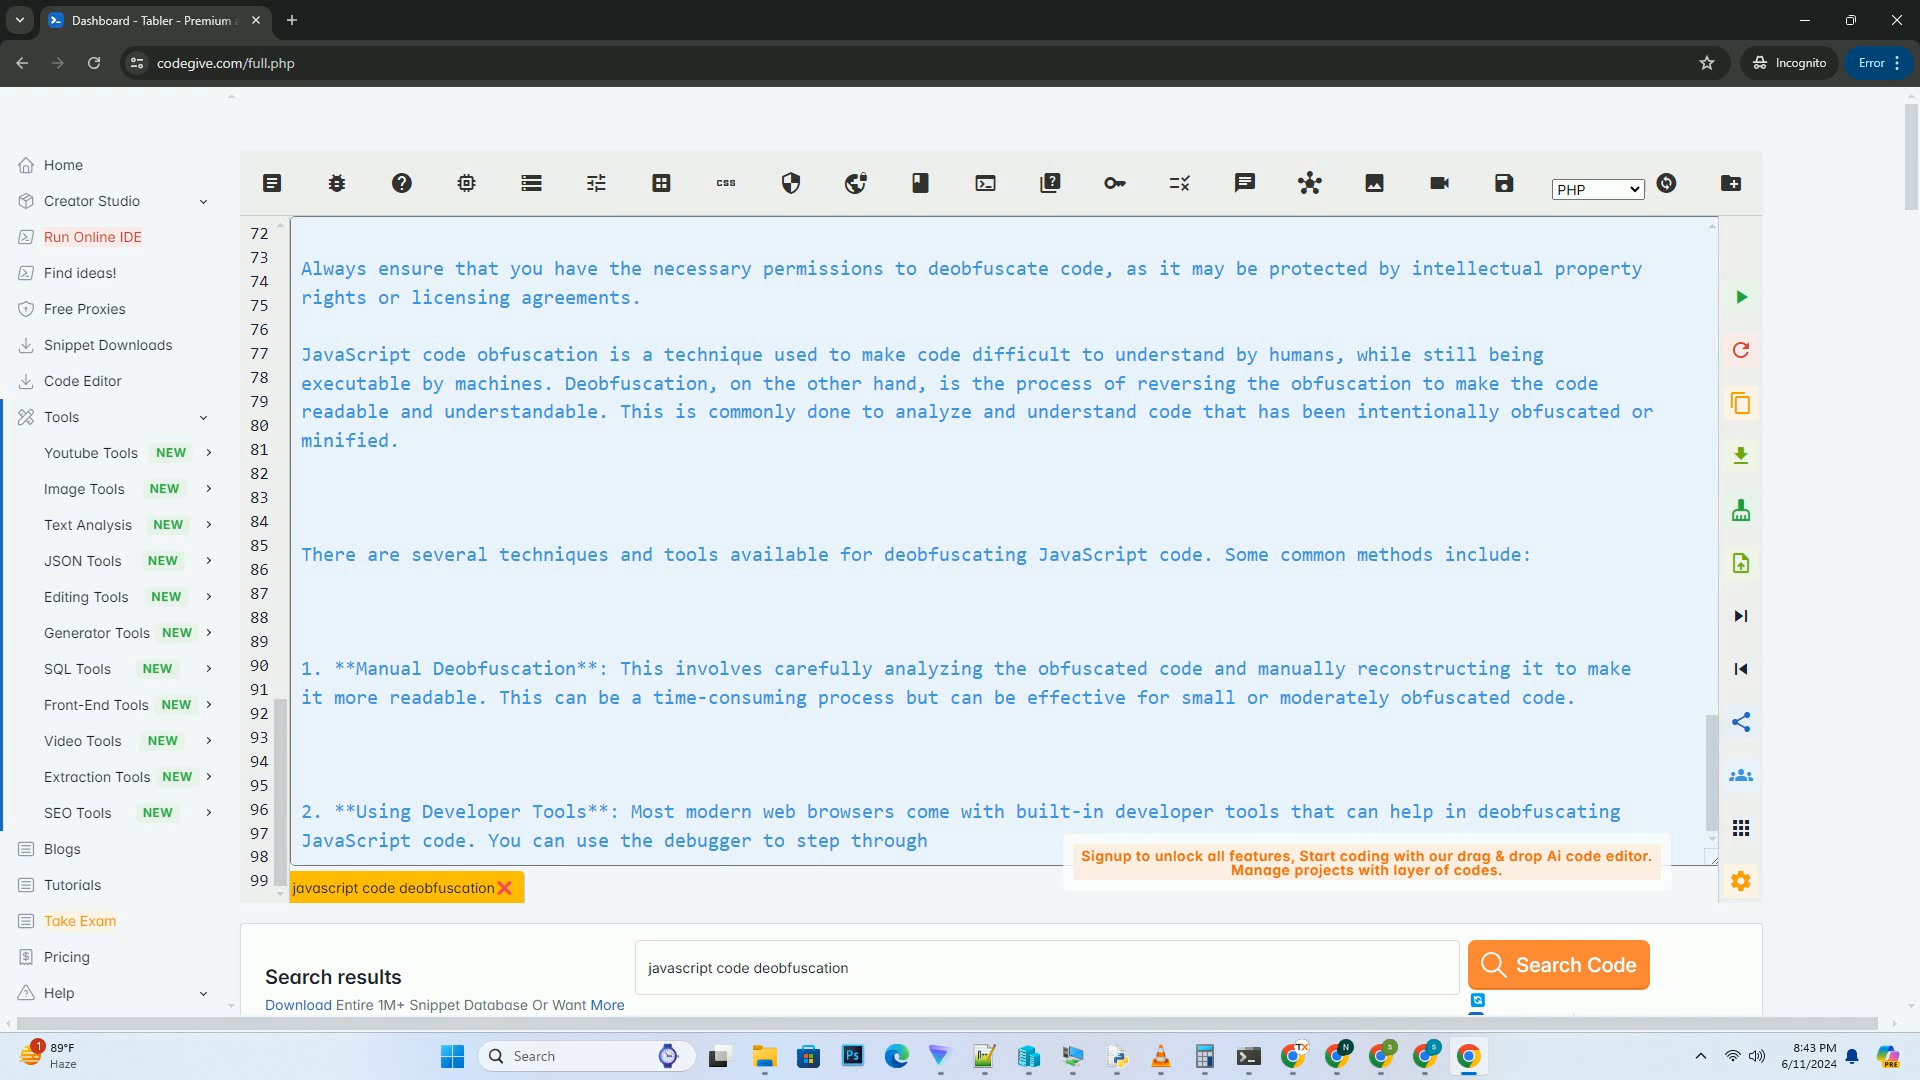 Dashboard - Tabler - Premium
codegive.com/full.php
Incognito
Error
Home
Creator Studio
Run Online IDE
Find ideas!
Free Proxies
Snippet Downloads
Code Editor
Tools
Youtube Tools NEW
Image Tools NEW
Text Analysis NEW
JSON Tools NEW
Editing Tools NEW
Generator Tools NEW
SQL Tools NEW
Front-End Tools NEW
Video Tools NEW
Extraction Tools NEW
SEO Tools NEW
Blogs
Tutorials
Take Exam
Pricing
Help
css
PHP
72
73
74
75
76
77
78
79
80
81
82
83
84
85
86
87
88
89
90
91
92
93
94
95
96
97
98
99
Always ensure that you have the necessary permissions to deobfuscate code, as it may be protected by intellectual property
rights or licensing agreements.
JavaScript code obfuscation is a technique used to make code difficult to understand by humans, while still being
executable by machines. Deobfuscation, on the other hand, is the process of reversing the obfuscation to make the code
readable and understandable. This is commonly done to analyze and understand code that has been intentionally obfuscated or
minified.
There are several techniques and tools available for deobfuscating JavaScript code. Some common methods include:
1. **Manual Deobfuscation**: This involves carefully analyzing the obfuscated code and manually reconstructing it to make
it more readable. This can be a time-consuming process but can be effective for small or moderately obfuscated code.
2. **Using Developer Tools**: Most modern web browsers come with built-in developer tools that can help in deobfuscating
JavaScript code. You can use the debugger to step through
Signup to unlock all features, Start coding with our drag & drop Ai code editor.
Manage projects with layer of codes.
javascript code deobfuscation
Search results
Download Entire 1M+ Snippet Database Or Want More
javascript code deobfuscation
Search Code
1
89°F
Haze
Search
Ps
TX
N
S
S
8:43 PM
6/11/2024
PRE